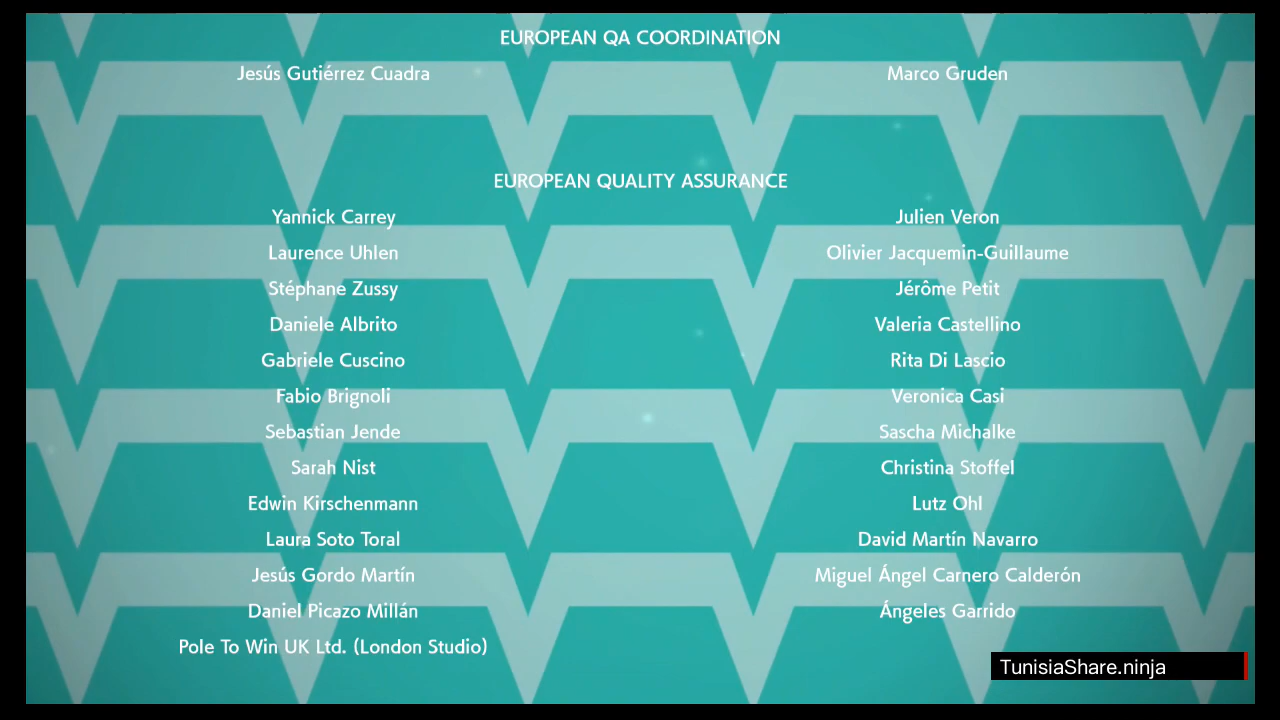 EUROPEAN QA COORDINATION
Jesús Gutiérrez Cuadra Marco Gruden
EUROPEAN QUALITY ASSURANCE
Yannick Carrey Julien Veron
Laurence Uhlen Olivier Jacquemin-Guillaume
Stéphane Zussy Jérôme Petit
Daniele Albrito Valeria Castellino
Gabriele Cuscino Rita Di Lascio
Fabio Brignoli Veronica Casi
Sebastian Jende Sascha Michalke
Sarah Nist Christina Stoffel
Edwin Kirschenmann Lutz Ohl
Laura Soto Toral David Martín Navarro
Jesús Gordo Martín Miguel Ángel Carnero Calderón
Daniel Picazo Millán Ángeles Garrido
Pole To Win UK Ltd. (London Studio)
TunisiaShare.ninja